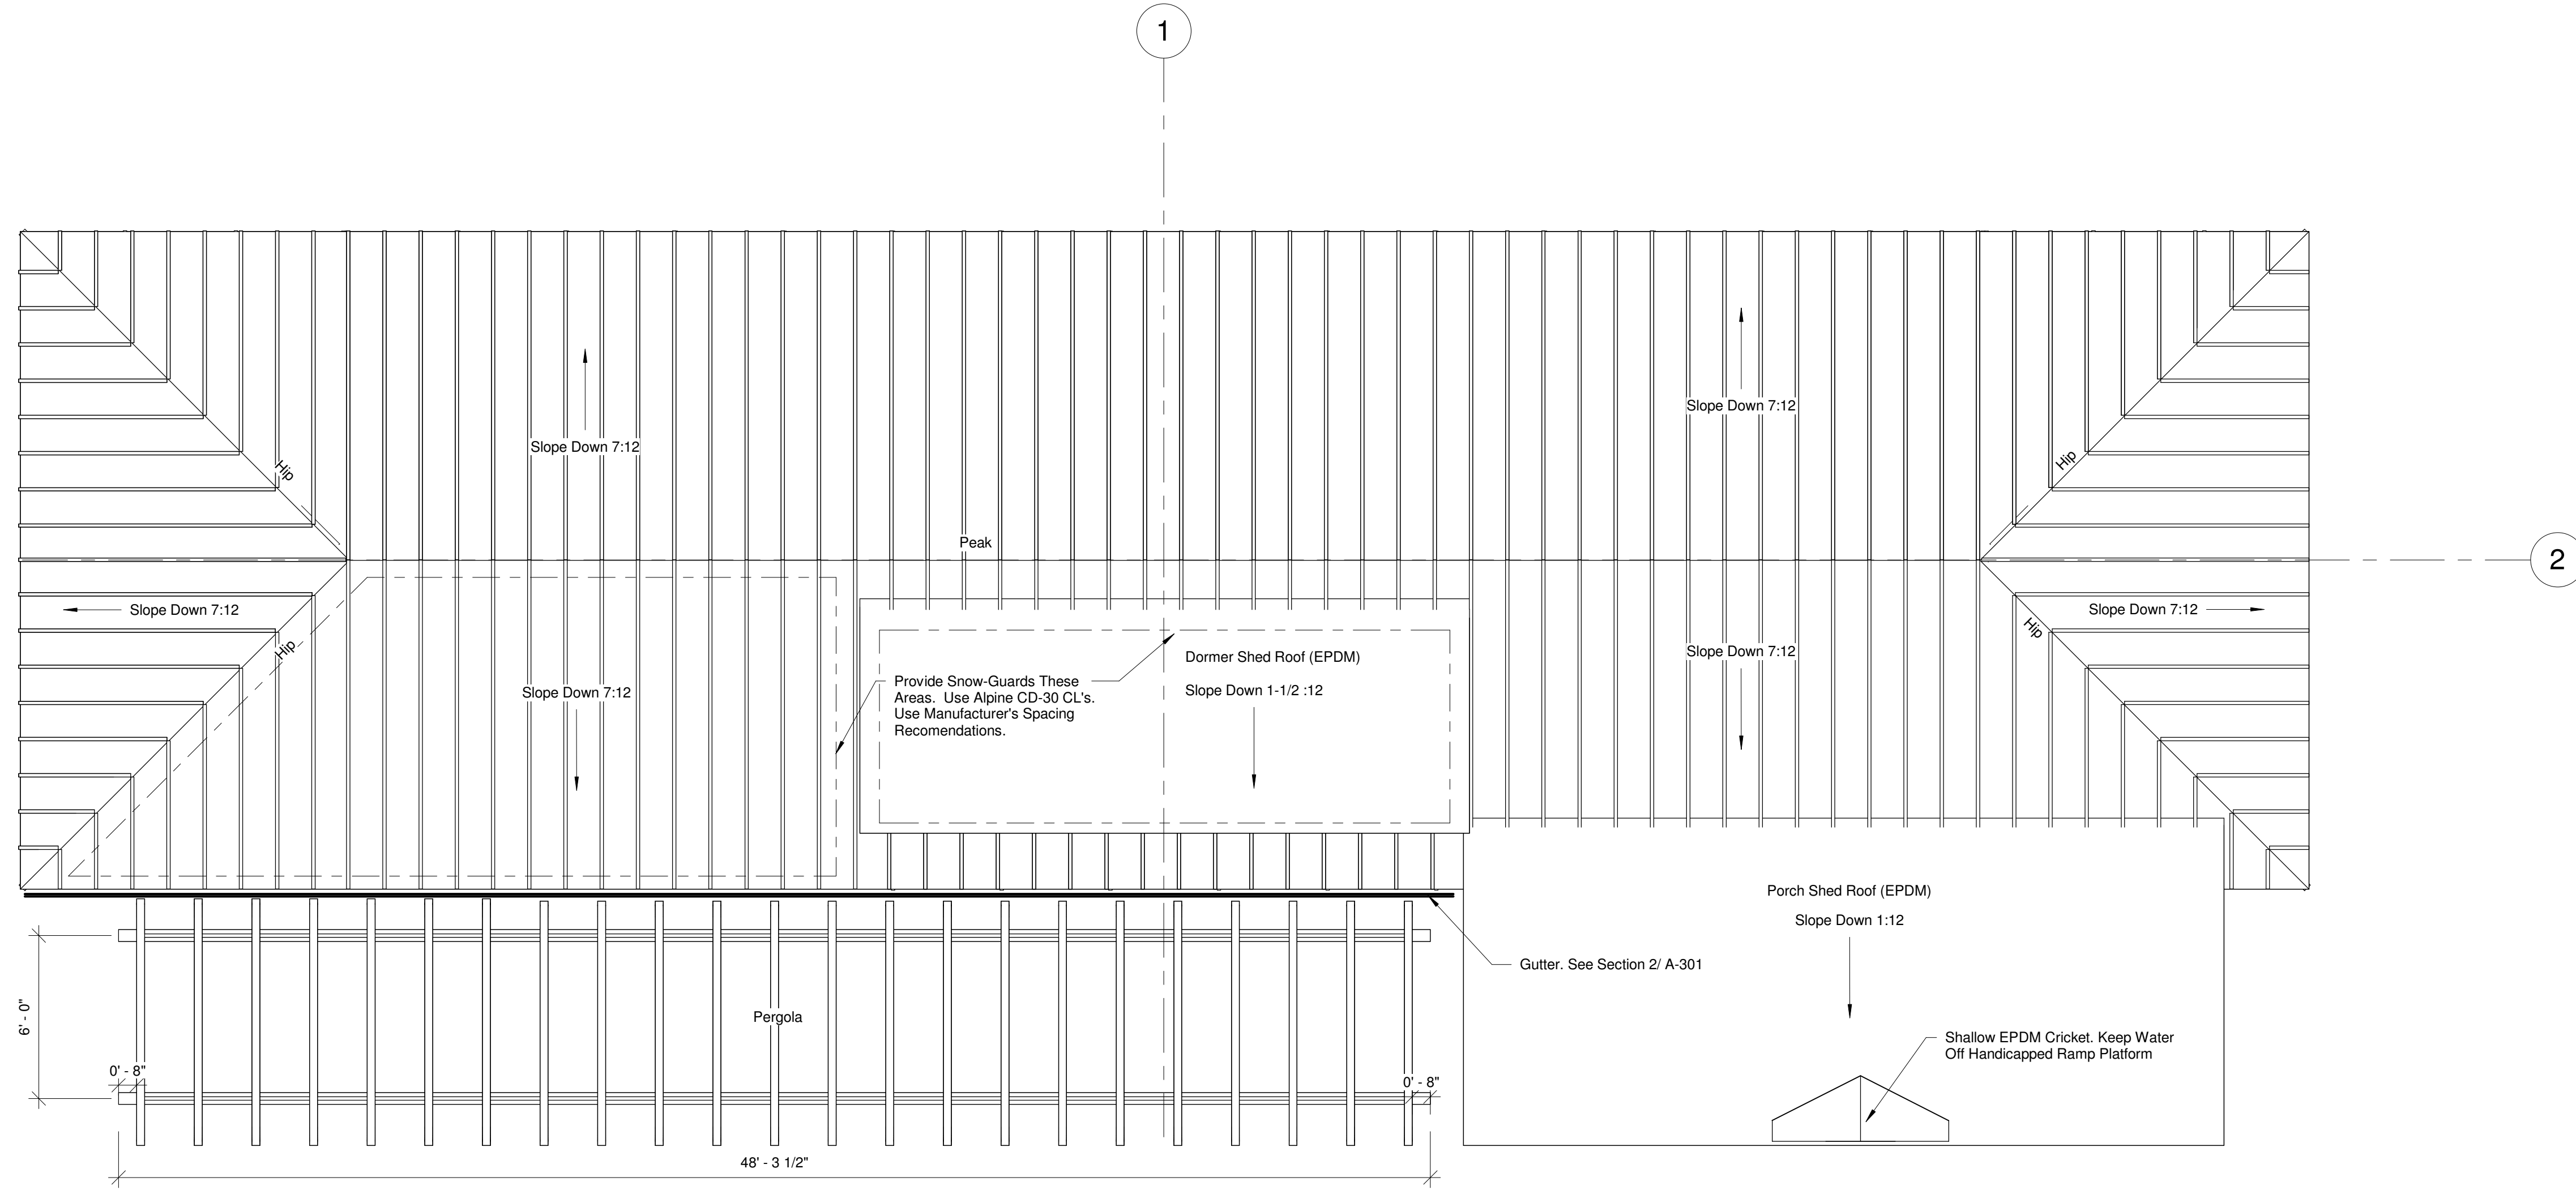 1
Slope Down 7:12
Slope Down 7:12
Hip
Hip
Peak
2
Slope Down 7:12
Slope Down 7:12
Hip
Hip
Slope Down 7:12
Slope Down 7:12
Provide Snow-Guards These
Areas. Use Alpine CD-30 CL's.
Use Manufacturer's Spacing
Recomendations.
Dormer Shed Roof (EPDM)
Slope Down 1-1/2 :12
Porch Shed Roof (EPDM)
Slope Down 1:12
Gutter. See Section 2/ A-301
6' - 0"
Pergola
Shallow EPDM Cricket. Keep Water
Off Handicapped Ramp Platform
0' - 8"
0' - 8"
48' - 3 1/2"